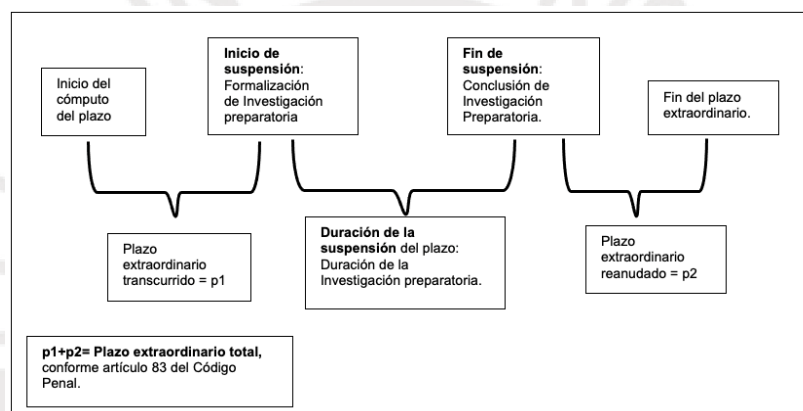 Inicio del
cómputo
del plazo
Inicio de
suspensión:
Formalización
de Investigación
preparatoria
Fin de
suspensión:
Conclusión de
Investigación
Preparatoria.
Fin del plazo
extraordinario.
Plazo
extraordinario
transcurrido = p1
Duración de la
suspensión del plazo:
Duración de la
Investigación preparatoria.
Plazo
extraordinario
reanudado = p2
p1+p2= Plazo extraordinario total,
conforme artículo 83 del Código
Penal.